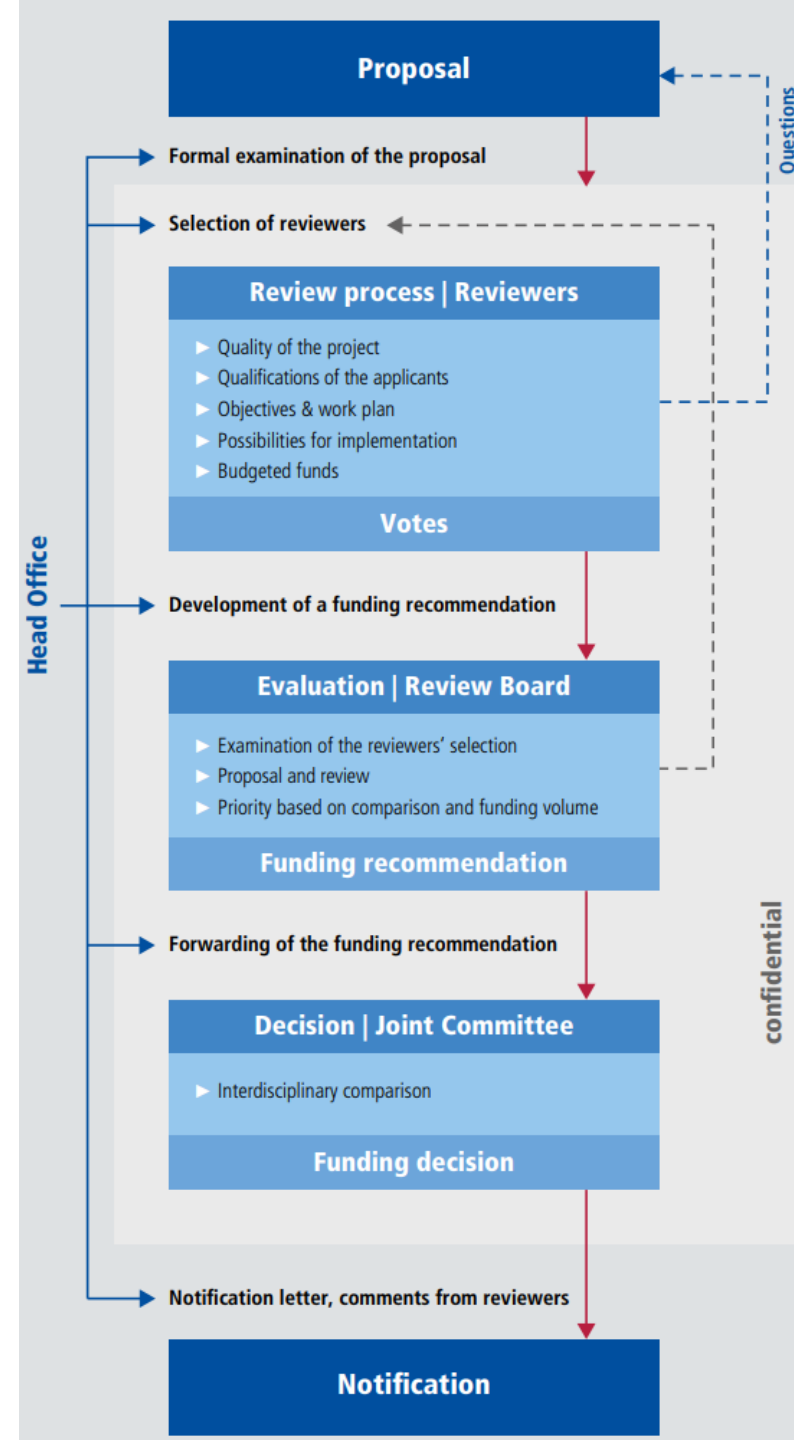 Proposal
Questions
Formal examination of the proposal
Selection of reviewers
Review process | Reviewers
► Quality of the project
► Qualifications of the applicants
► Objectives & work plan
► Possibilities for implementation
► Budgeted funds
Votes
Head Office
Development of a funding recommendation
Evaluation | Review Board
► Examination of the reviewers’ selection
► Proposal and review
► Priority based on comparison and funding volume
Funding recommendation
confidential
Forwarding of the funding recommendation
Decision | Joint Committee
► Interdisciplinary comparison
Funding decision
Notification letter, comments from reviewers
Notification